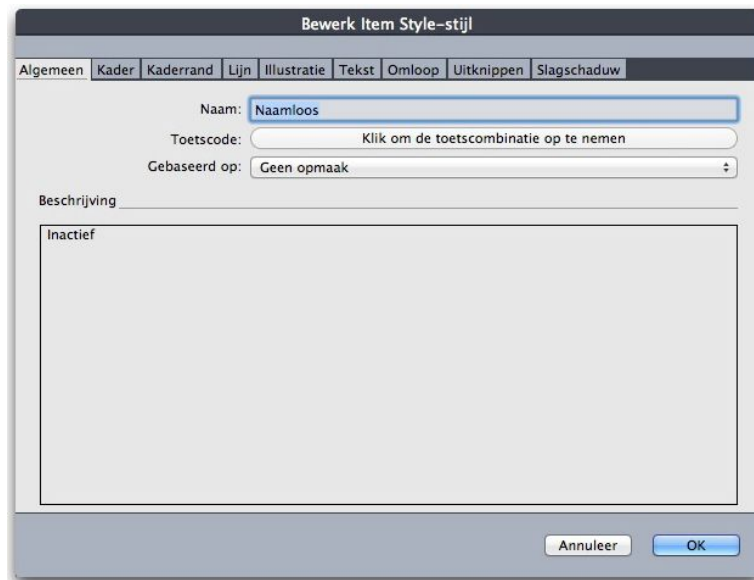 Bewerk Item Style-stijl
Algemeen Kader Kaderrand Lijn Illustratie Tekst Omloop Uitknippen Slagschaduw
Naam: Naamloos
Toetscode: Klik om de toetscombinatie op te nemen
Gebaseerd op: Geen opmaak
Beschrijving
Inactief
Annuleer OK